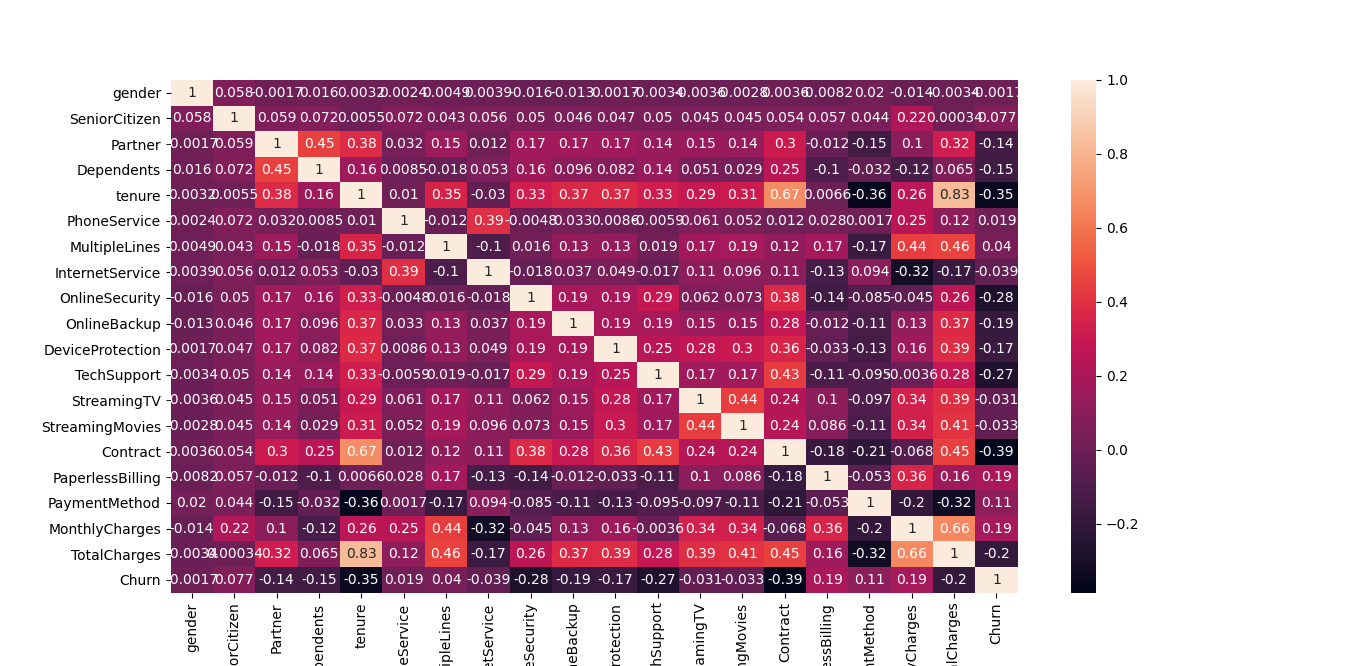 gender 1 0.058 -0.0017 0.016 0.0032 0.0024 0.0049 0.0039 -0.016 -0.013 0.0017 0.0034 0.0036 0.0028 0.0036 0.0082 0.02 -0.014 0.0034 0.0017
SeniorCitizen 0.058 1 0.059 0.072 0.0055 0.072 0.043 0.056 0.05 0.046 0.047 0.05 0.045 0.045 0.054 0.057 0.044 0.22 0.00034 0.077
Partner 0.0017 0.059 1 0.45 0.38 0.032 0.15 0.012 0.17 0.17 0.17 0.14 0.15 0.14 0.3 -0.012 -0.15 0.1 0.32 -0.14
Dependents 0.016 0.072 0.45 1 0.16 0.0085 -0.018 0.053 0.16 0.096 0.082 0.14 0.051 0.029 0.25 -0.1 -0.032 -0.12 0.065 -0.15
tenure 0.0032 0.0055 0.38 0.16 1 0.01 0.35 -0.03 0.33 0.37 0.37 0.33 0.29 0.31 0.67 0.0066 -0.36 0.26 0.83 -0.35
PhoneService 0.0024 0.072 0.032 0.0085 0.01 1 -0.012 0.39 -0.0048 0.033 0.0086 -0.0059 0.061 0.052 0.012 0.028 0.0017 0.25 0.12 0.019
MultipleLines 0.0049 0.043 0.15 -0.018 0.35 -0.012 1 -0.1 0.016 0.13 0.13 0.019 0.17 0.19 0.12 0.17 -0.17 0.44 0.46 0.04
InternetService 0.0039 0.056 0.012 0.053 -0.03 0.39 -0.1 1 -0.018 0.037 0.049 -0.017 0.11 0.096 0.11 -0.13 0.094 -0.32 -0.17 -0.039
OnlineSecurity -0.016 0.05 0.17 0.16 0.33 -0.0048 0.016 -0.018 1 0.19 0.19 0.29 0.062 0.073 0.38 -0.14 -0.085 -0.045 0.26 -0.28
OnlineBackup -0.013 0.046 0.17 0.096 0.37 0.033 0.13 0.037 0.19 1 0.19 0.19 0.15 0.15 0.28 -0.012 -0.11 0.13 0.37 -0.19
DeviceProtection 0.0017 0.047 0.17 0.082 0.37 0.0086 0.13 0.049 0.19 0.19 1 0.25 0.28 0.3 0.36 -0.033 -0.13 0.16 0.39 -0.17
TechSupport 0.0034 0.05 0.14 0.14 0.33 -0.0059 0.019 -0.017 0.29 0.19 0.25 1 0.17 0.17 0.43 -0.11 -0.095 0.0036 0.28 -0.27
StreamingTV 0.0036 0.045 0.15 0.051 0.29 0.061 0.17 0.11 0.062 0.15 0.28 0.17 1 0.44 0.24 0.1 -0.097 0.34 0.39 -0.031
StreamingMovies 0.0028 0.045 0.14 0.029 0.31 0.052 0.19 0.096 0.073 0.15 0.3 0.17 0.44 1 0.24 0.086 -0.11 0.34 0.41 -0.033
Contract 0.0036 0.054 0.3 0.25 0.67 0.012 0.12 0.11 0.38 0.28 0.36 0.43 0.24 0.24 1 -0.18 -0.21 -0.068 0.45 -0.39
PaperlessBilling 0.0082 0.057 -0.012 -0.1 0.0066 0.028 0.17 -0.13 -0.14 -0.012 -0.033 -0.11 0.1 0.086 -0.18 1 -0.053 0.36 0.16 0.19
PaymentMethod 0.02 0.044 -0.15 -0.032 -0.36 0.0017 -0.17 0.094 -0.085 -0.11 -0.13 -0.095 -0.097 -0.11 -0.21 -0.053 1 -0.2 -0.32 0.11
MonthlyCharges -0.014 0.22 0.1 -0.12 0.26 0.25 0.44 -0.32 -0.045 0.13 0.16 -0.0036 0.34 0.34 -0.068 0.36 -0.2 1 0.66 0.19
TotalCharges 0.0034 0.00034 0.32 0.065 0.83 0.12 0.46 -0.17 0.26 0.37 0.39 0.28 0.39 0.41 0.45 0.16 -0.32 0.66 1 -0.2
Churn 0.0017 0.077 -0.14 -0.15 -0.35 0.019 0.04 -0.039 -0.28 -0.19 -0.17 -0.27 -0.031 -0.033 -0.39 0.19 0.11 0.19 -0.2 1
gender
orCitizen
Partner
pendents
tenure
eService
ipleLines
etService
eSecurity
neBackup
rotection
hSupport
amingTV
ngMovies
Contract
essBilling
ntMethod
yCharges
alCharges
Churn
1.0
0.8
0.6
0.4
0.2
0.0
−0.2